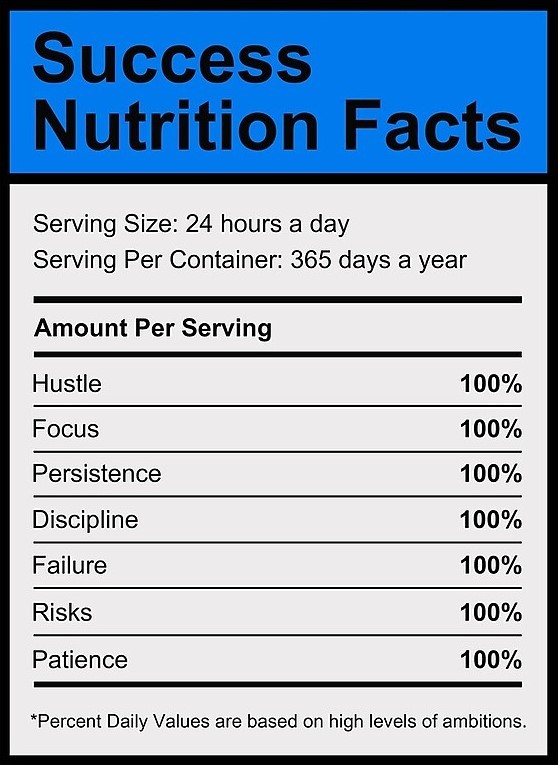 Success
Nutrition Facts
Serving Size: 24 hours a day
Serving Per Container: 365 days a year
Amount Per Serving
Hustle 100%
Focus 100%
Persistence 100%
Discipline 100%
Failure 100%
Risks 100%
Patience 100%
*Percent Daily Values are based on high levels of ambitions.